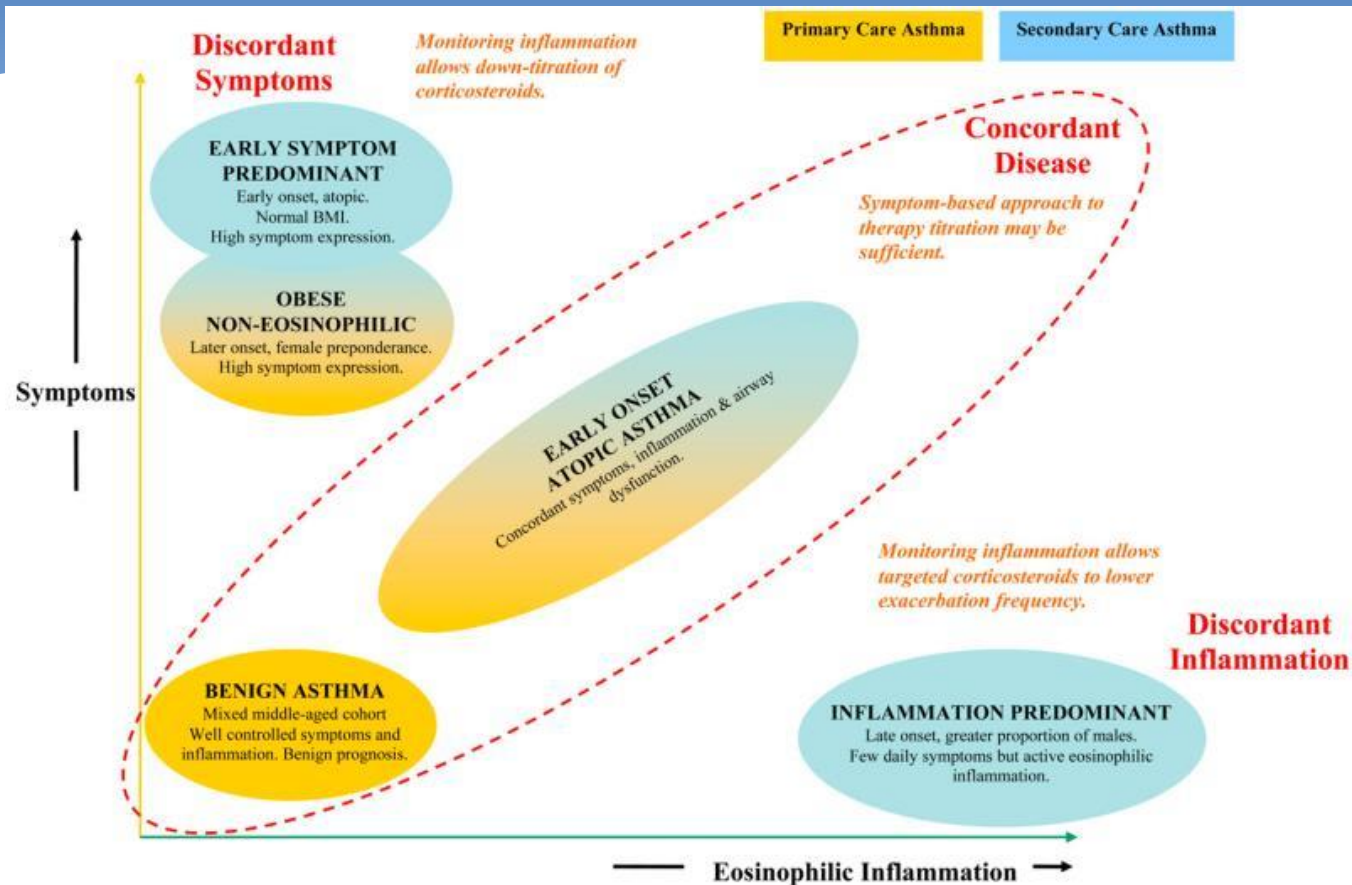 Primary Care Asthma
Secondary Care Asthma
Discordant
Symptoms
Monitoring inflammation
allows down-titration of
corticosteroids.
EARLY SYMPTOM
PREDOMINANT
Early onset, atopic.
Normal BMI.
High symptom expression.
Concordant
Disease
Symptom-based approach to
therapy titration may be
sufficient.
OBESE
NON-EOSINOPHILIC
Later onset, female preponderance.
High symptom expression.
Symptoms
EARLY ONSET
ATOPIC ASTHMA
Concordant symptoms, inflammation & airway
dysfunction.
Monitoring inflammation allows
targeted corticosteroids to lower
exacerbation frequency.
Discordant
Inflammation
BENIGN ASTHMA
Mixed middle-aged cohort
Well controlled symptoms and
inflammation. Benign prognosis.
INFLAMMATION PREDOMINANT
Late onset, greater proportion of males.
Few daily symptoms but active eosinophilic
inflammation.
Eosinophilic Inflammation